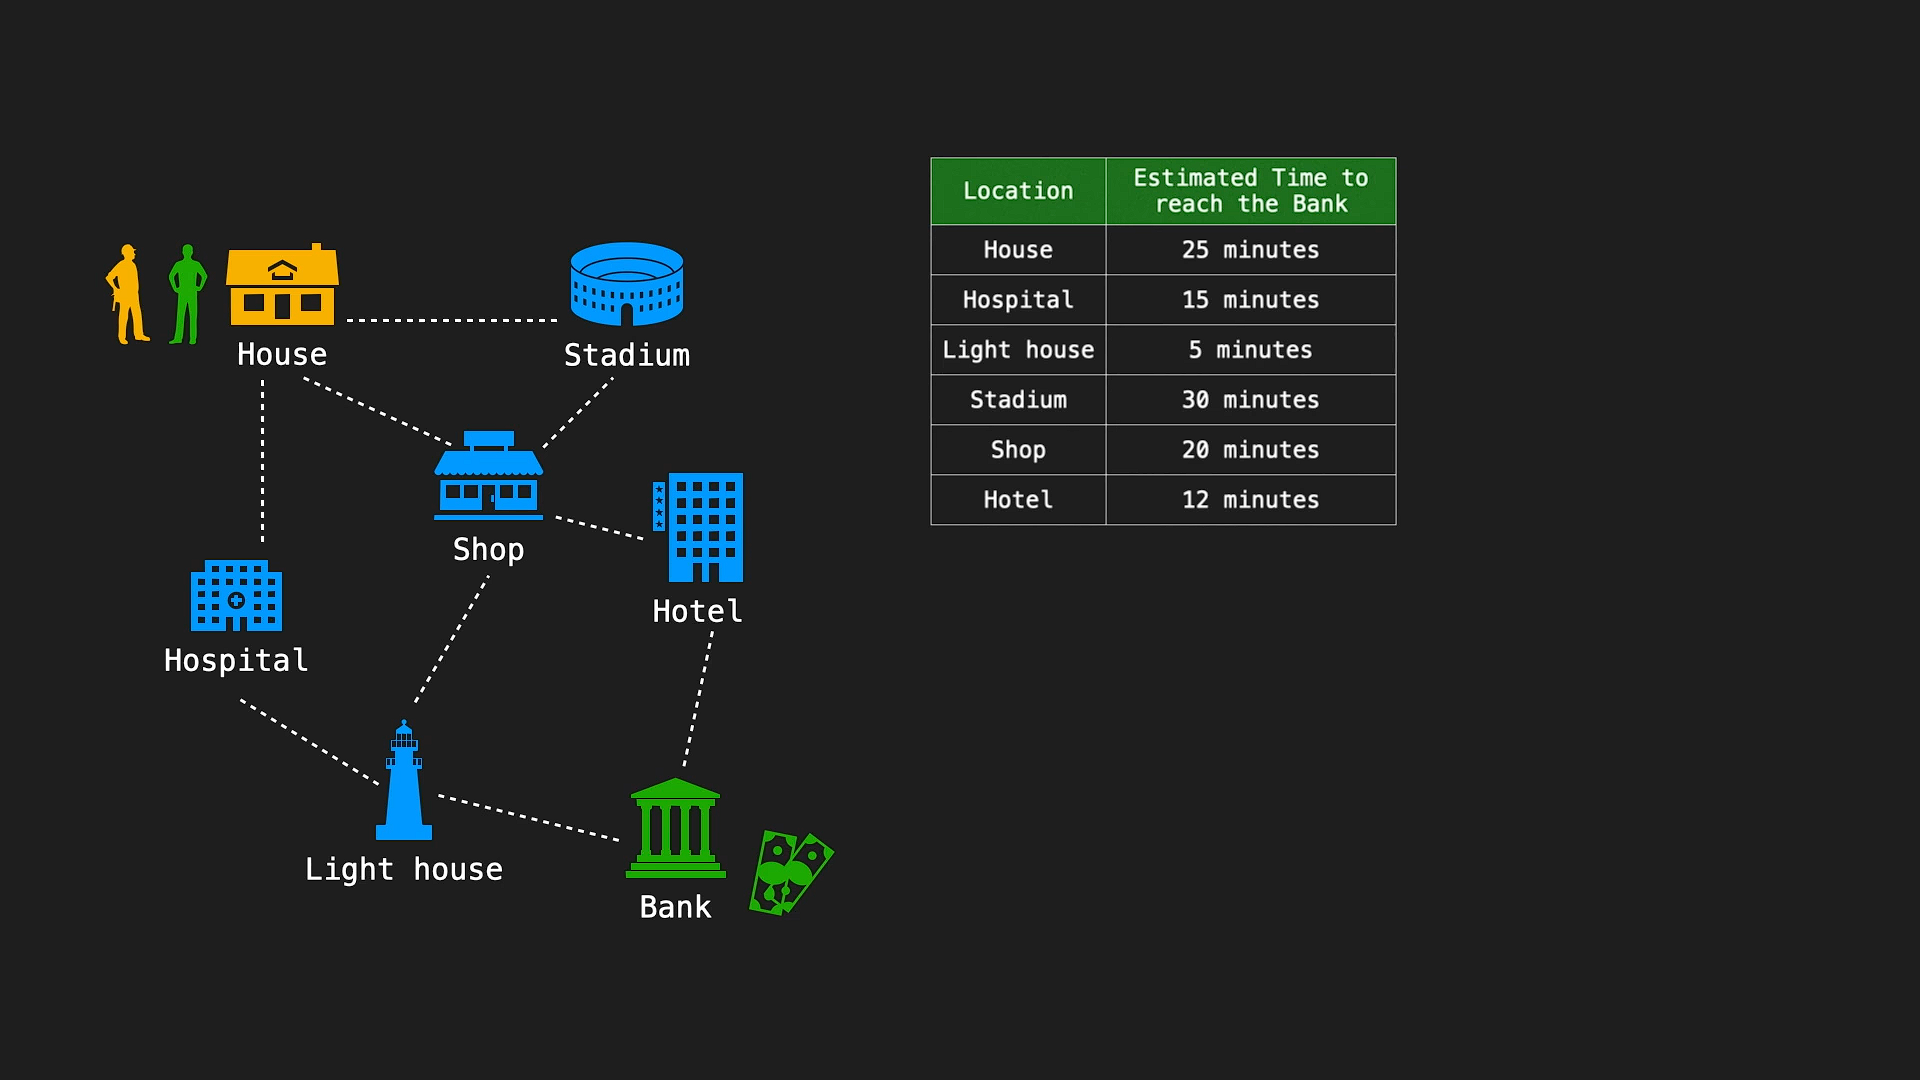 House
Stadium
Shop
Hotel
Hospital
Light house
Bank
Location
Estimated Time to
reach the Bank
House
25 minutes
Hospital
15 minutes
Light house
5 minutes
Stadium
30 minutes
Shop
20 minutes
Hotel
12 minutes